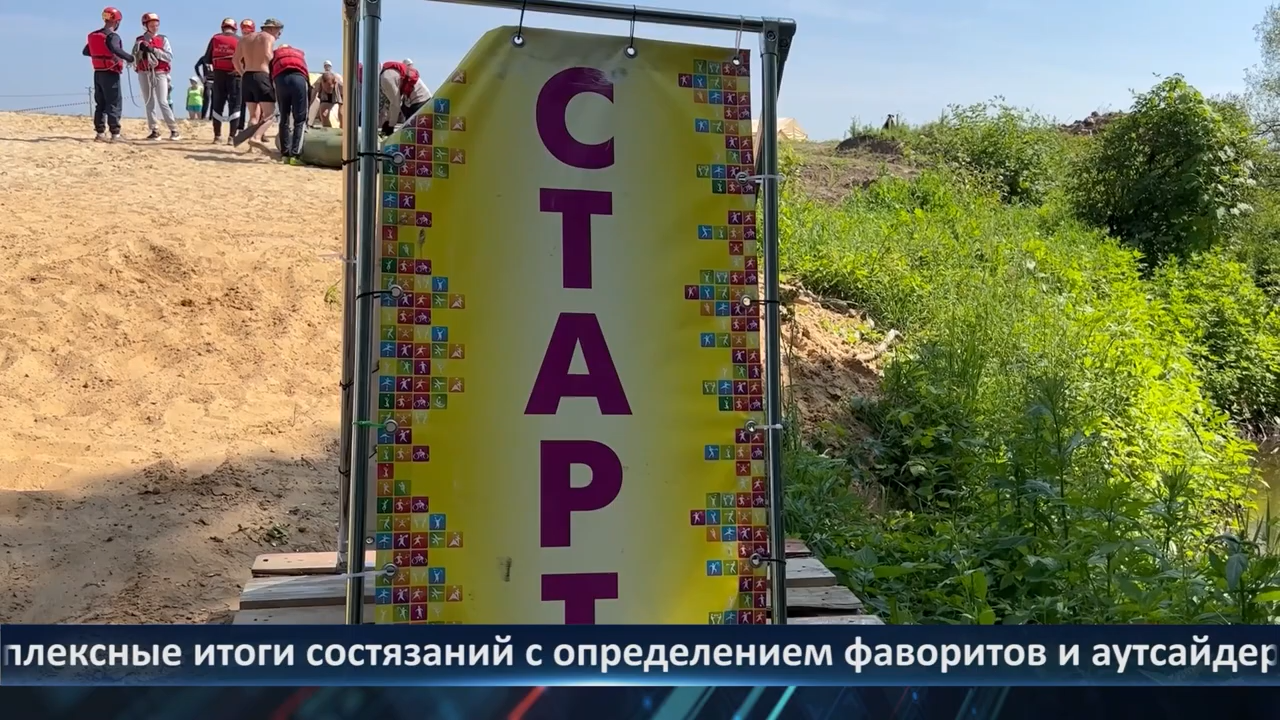 СТАРТ
плексные итоги состязаний с определением фаворитов и аутсайдер